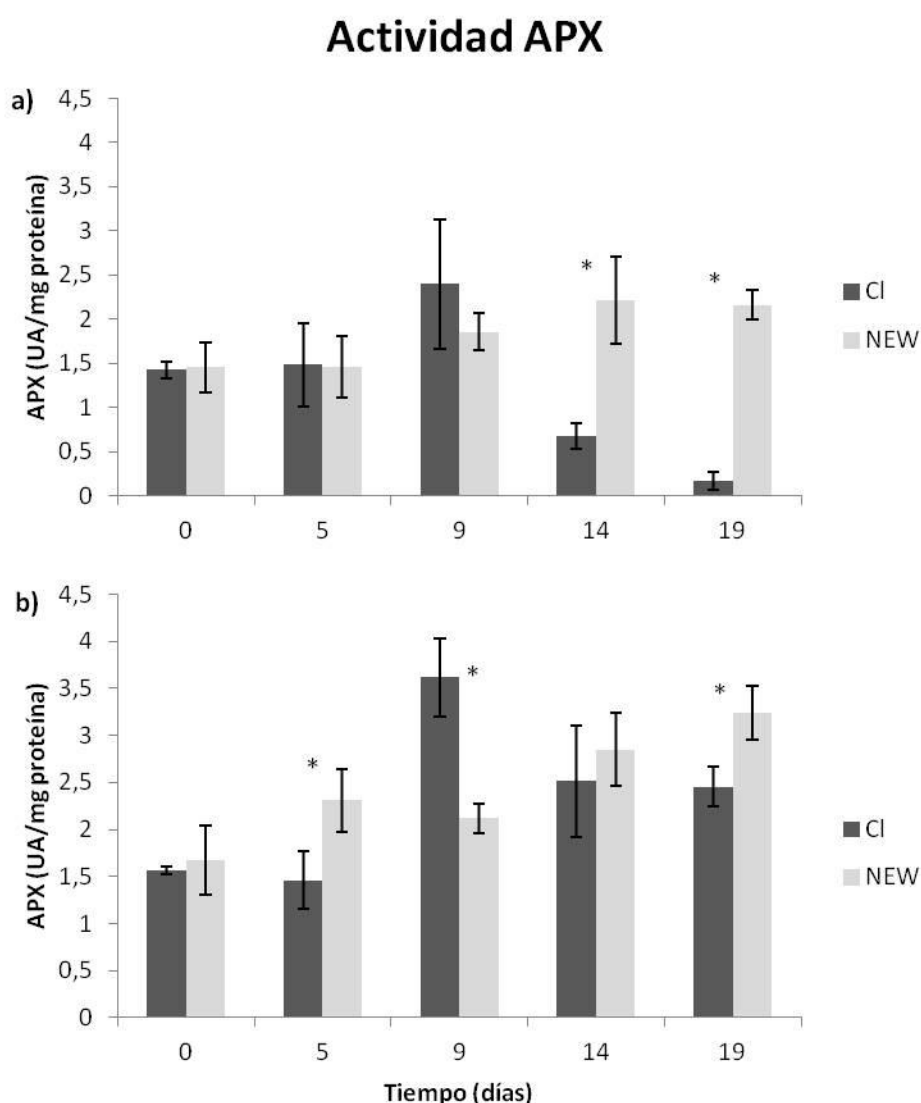 Actividad APX
a)
APX (UA/mg proteína)
4,5
4
3,5
3
2,5
2
1,5
1
0,5
0
* *
0 5 9 14 19
Cl
NEW
b)
APX (UA/mg proteína)
4,5
4
3,5
3
2,5
2
1,5
1
0,5
0
* * *
0 5 9 14 19
Tiempo (días)
Cl
NEW